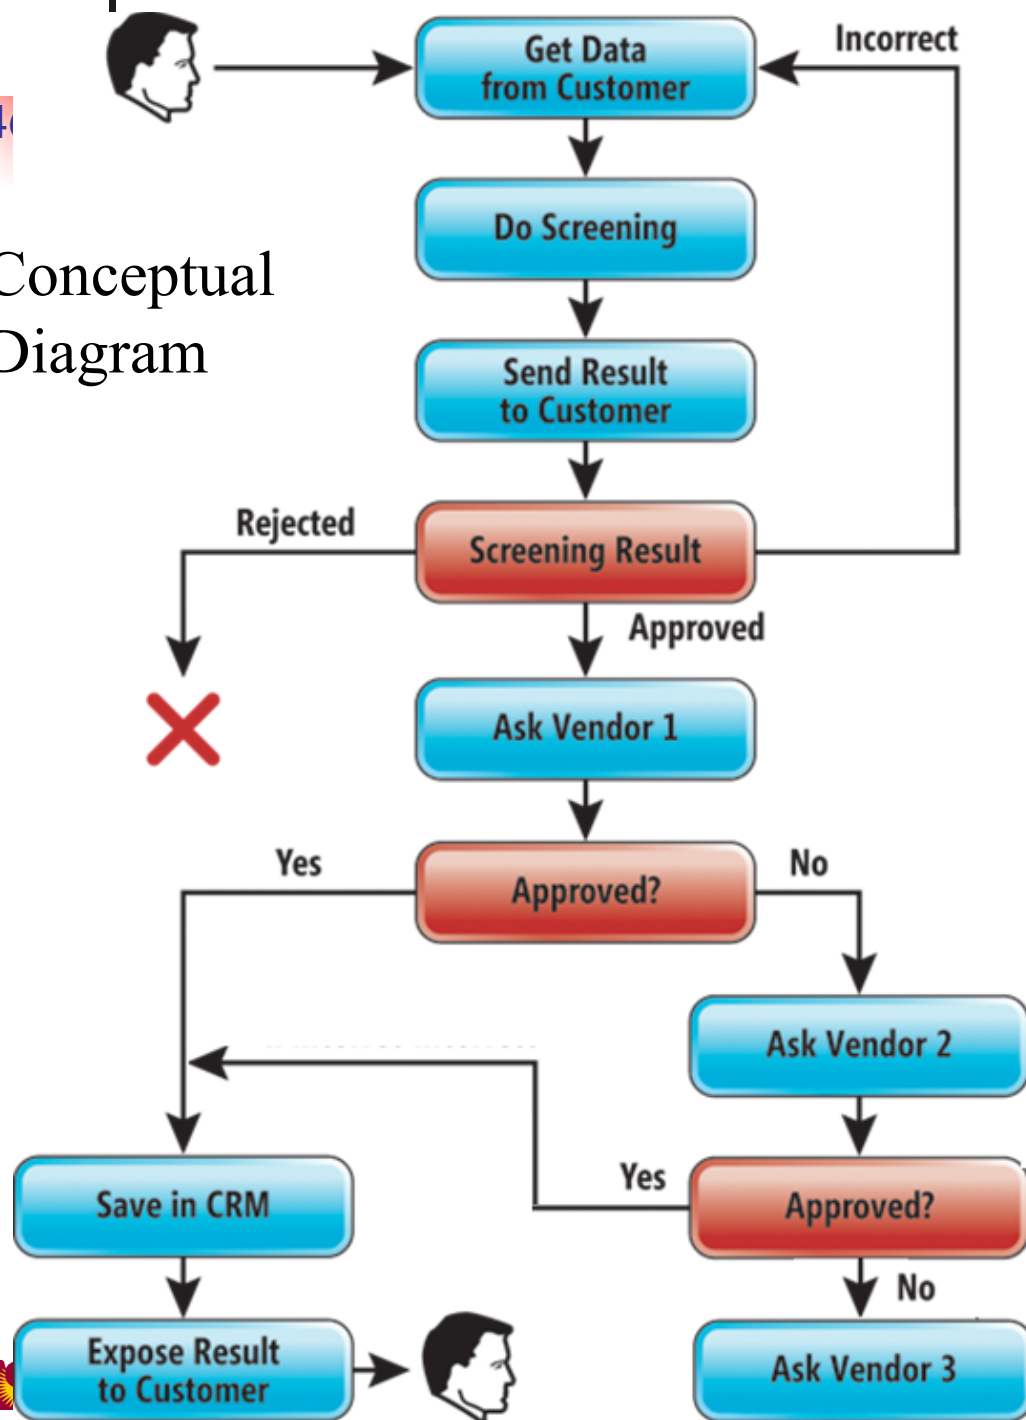 Get Data
from Customer
Incorrect
Do Screening
Conceptual
Diagram
Send Result
to Customer
Rejected
Screening Result
Approved
Ask Vendor 1
Yes
Approved?
No
Ask Vendor 2
Save in CRM
Yes
Approved?
No
Expose Result
to Customer
Ask Vendor 3